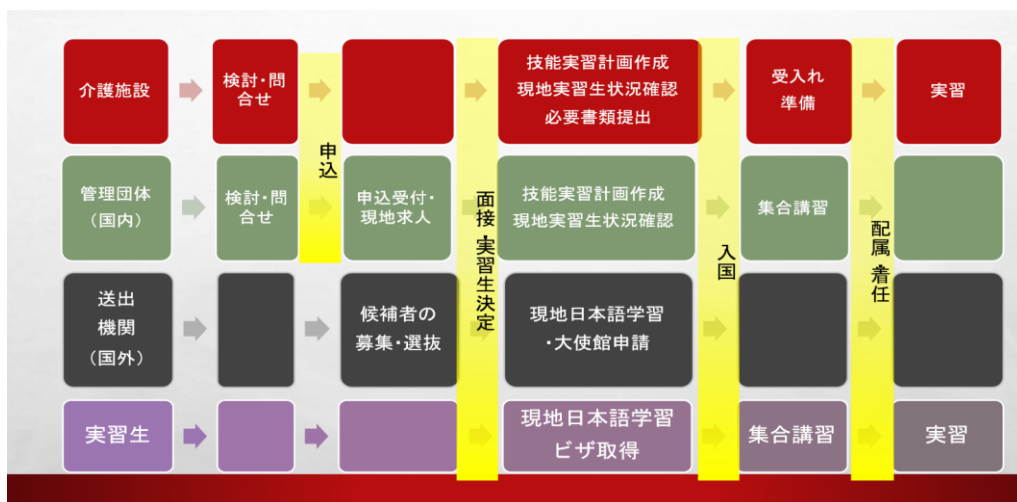 介護施設
検討・問
合せ
技能実習計画作成
現地実習生状況確認
必要書類提出
受入れ
準備
実習
申込
管理団体
（国内）
検討・問
合せ
申込受付・
現地求人
面接・実習生決定
技能実習計画作成
現地実習生状況確認
入国
集合講習
配属・着任
送出
機関
（国外）
候補者の
募集・選抜
現地日本語学習
・大使館申請
実習生
現地日本語学習
ビザ取得
集合講習
実習